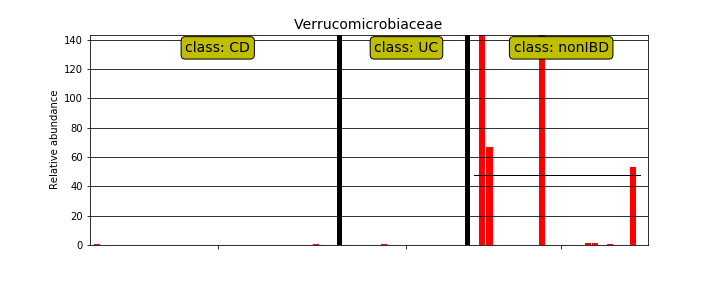 Verrucomicrobiaceae
class: CD
class: UC
class: nonIBD
Relative abundance
140
120
100
80
60
40
20
0